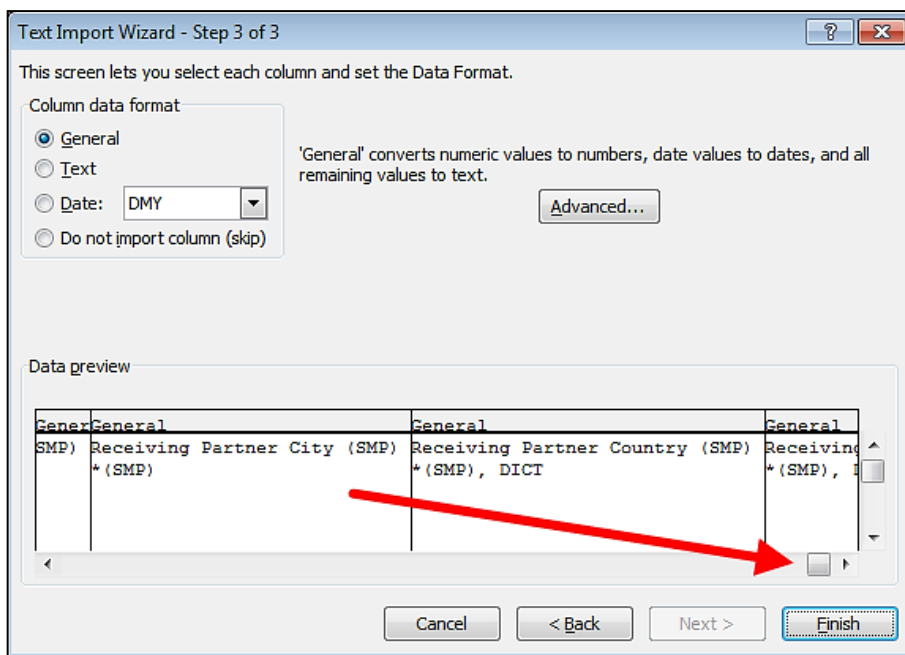 Text Import Wizard - Step 3 of 3
This screen lets you select each column and set the Data Format.
Column data format
General
Text
Date: DMY
Do not import column (skip)
'General' converts numeric values to numbers, date values to dates, and all
remaining values to text.
Advanced...
Data preview
Gener General General General
SMP) Receiving Partner City (SMP) Receiving Partner Country (SMP) Receiving
*(SMP) *(SMP), DICT *(SMP),
Cancel < Back Next > Finish